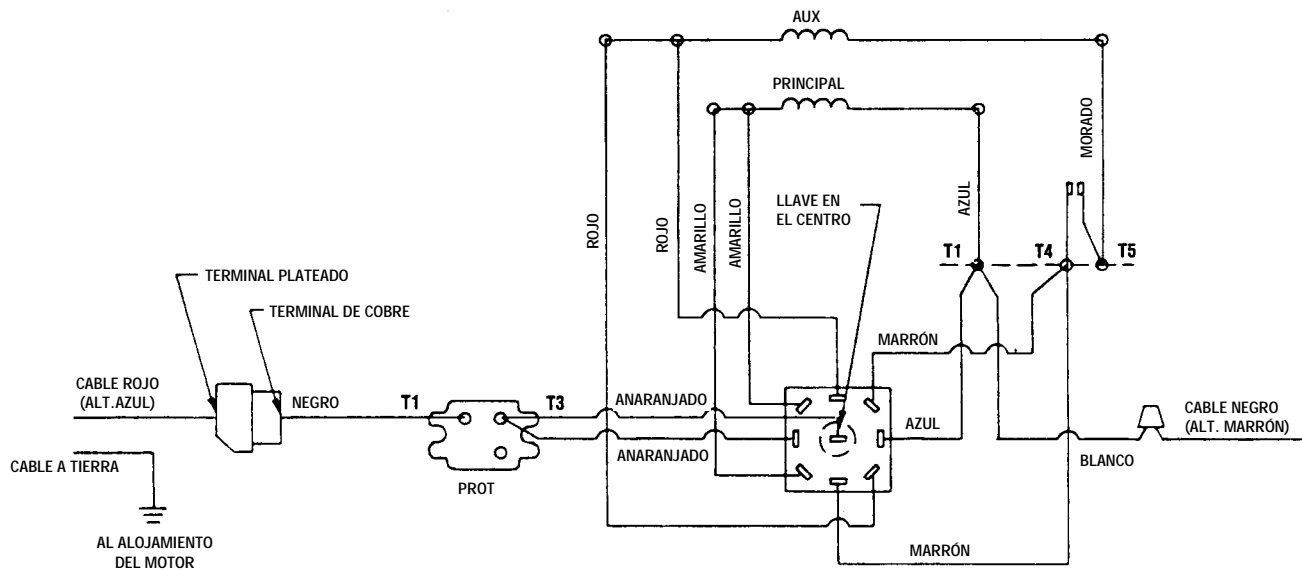 AUX
PRINCIPAL
ROJO
ROJO
AMARILLO
AMARILLO
LLAVE EN
EL CENTRO
AZUL
MORADO
T1
T4
T5
TERMINAL PLATEADO
TERMINAL DE COBRE
MARRÓN
CABLE ROJO
(ALT.AZUL)
NEGRO
T1
T3
ANARANJADO
AZUL
CABLE NEGRO
(ALT. MARRÓN)
CABLE A TIERRA
ANARANJADO
BLANCO
PROT
AL ALOJAMIENTO
DEL MOTOR
MARRÓN